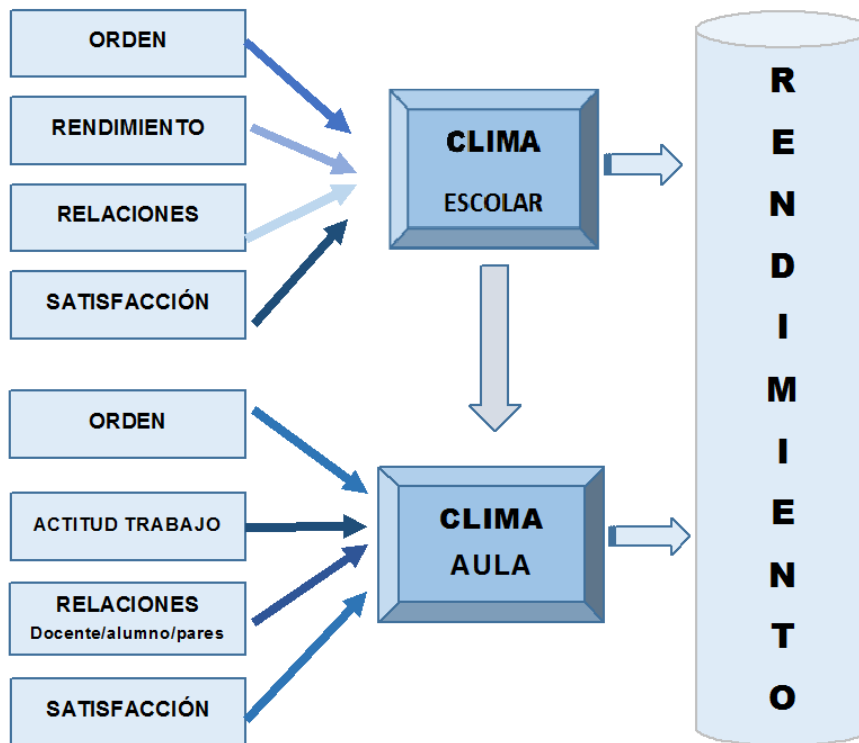 ORDEN
RENDIMIENTO
RELACIONES
SATISFACCIÓN
CLIMA
ESCOLAR
ORDEN
ACTITUD TRABAJO
RELACIONES
Docente/alumno/pares
SATISFACCIÓN
CLIMA
AULA
R
E
N
D
I
M
I
E
N
T
O